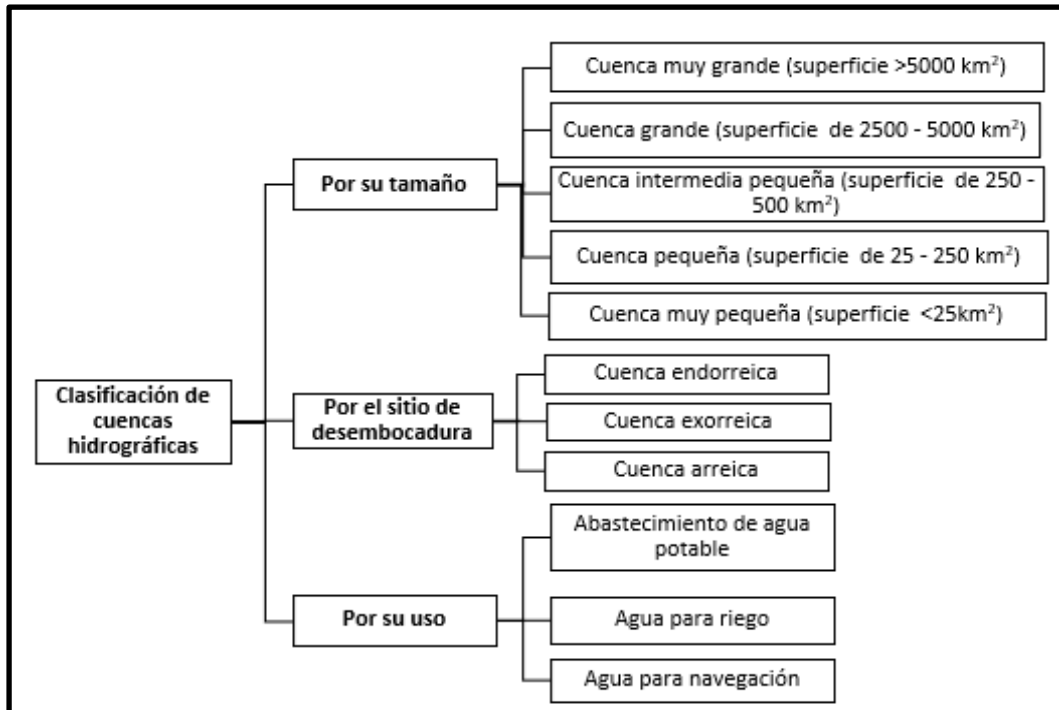 Clasificación de
cuencas
hidrográficas
Por su tamaño
Cuenca muy grande (superficie >5000 km²)
Cuenca grande (superficie de 2500 - 5000 km²)
Cuenca intermedia pequeña (superficie de 250 -
500 km²)
Cuenca pequeña (superficie de 25 - 250 km²)
Cuenca muy pequeña (superficie <25km²)
Por el sitio de
desembocadura
Cuenca endorreica
Cuenca exorreica
Cuenca arreica
Por su uso
Abastecimiento de agua
potable
Agua para riego
Agua para navegación